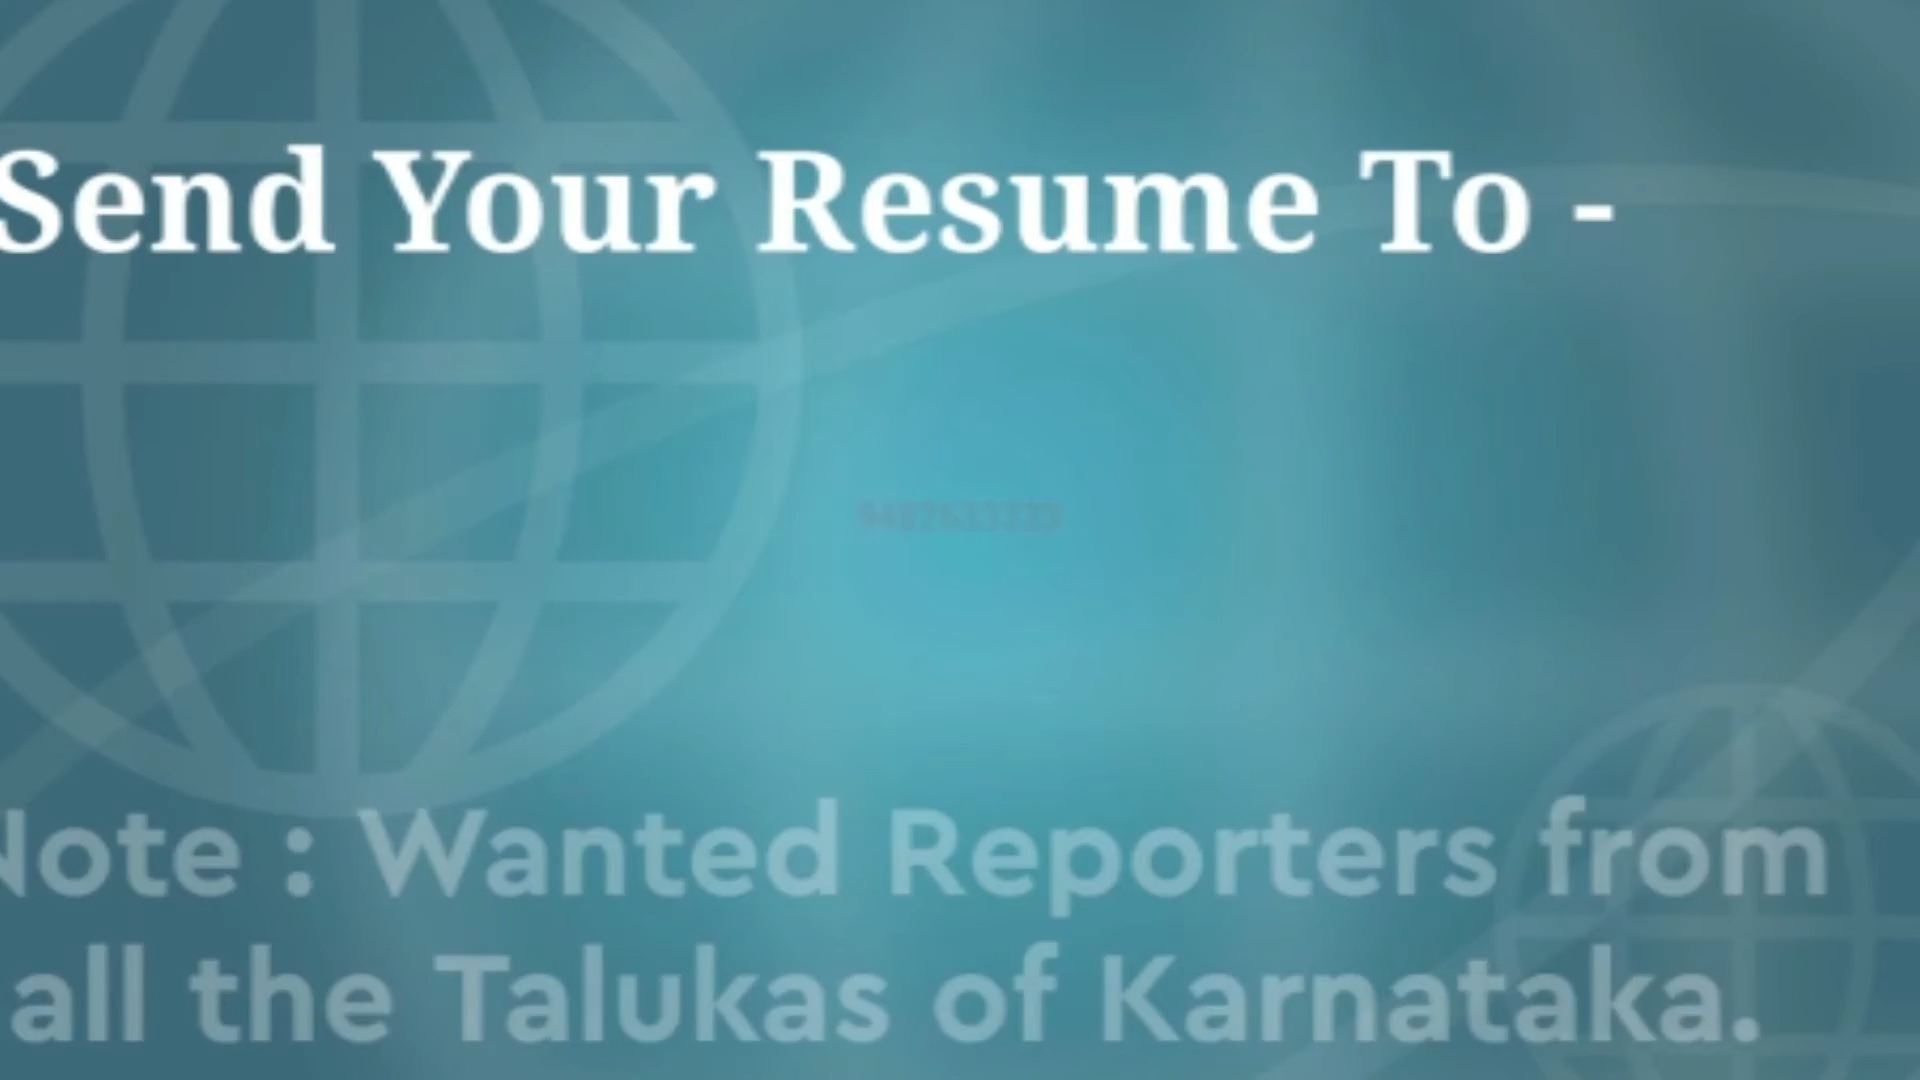 Send Your Resume To -
Note : Wanted Reporters from
all the Talukas of Karnataka.